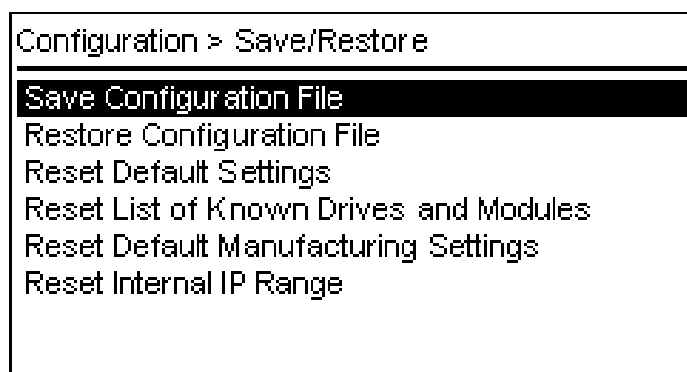 Configuration > Save/Restore
Save Configuration File
Restore Configuration File
Reset Default Settings
Reset List of Known Drives and Modules
Reset Default Manufacturing Settings
Reset Internal IP Range